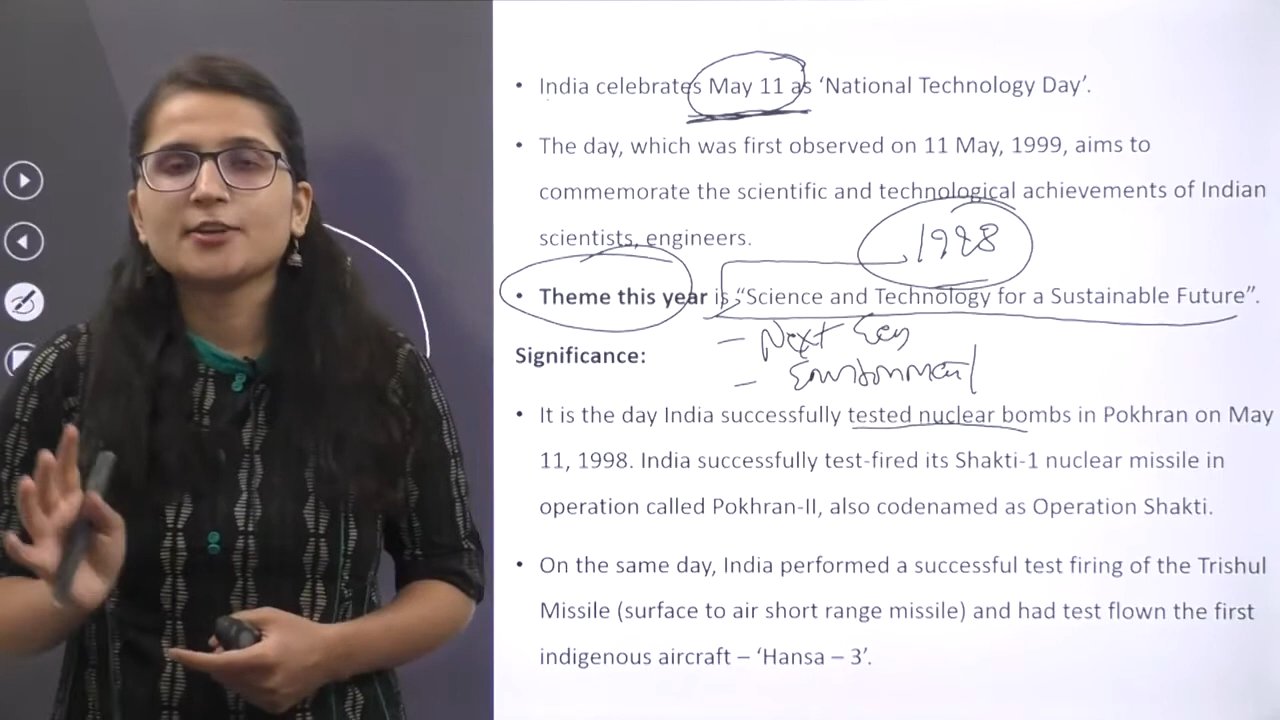 • India celebrates May 11 as ‘National Technology Day’.
• The day, which was first observed on 11 May, 1999, aims to
commemorate the scientific and technological achievements of Indian
scientists, engineers.
1998
• Theme this year is “Science and Technology for a Sustainable Future”.
– Next
Significance:
– Environment
• It is the day India successfully tested nuclear bombs in Pokhran on May
11, 1998. India successfully test-fired its Shakti-1 nuclear missile in
operation called Pokhran-II, also codenamed as Operation Shakti.
• On the same day, India performed a successful test firing of the Trishul
Missile (surface to air short range missile) and had test flown the first
indigenous aircraft – ‘Hansa – 3’.